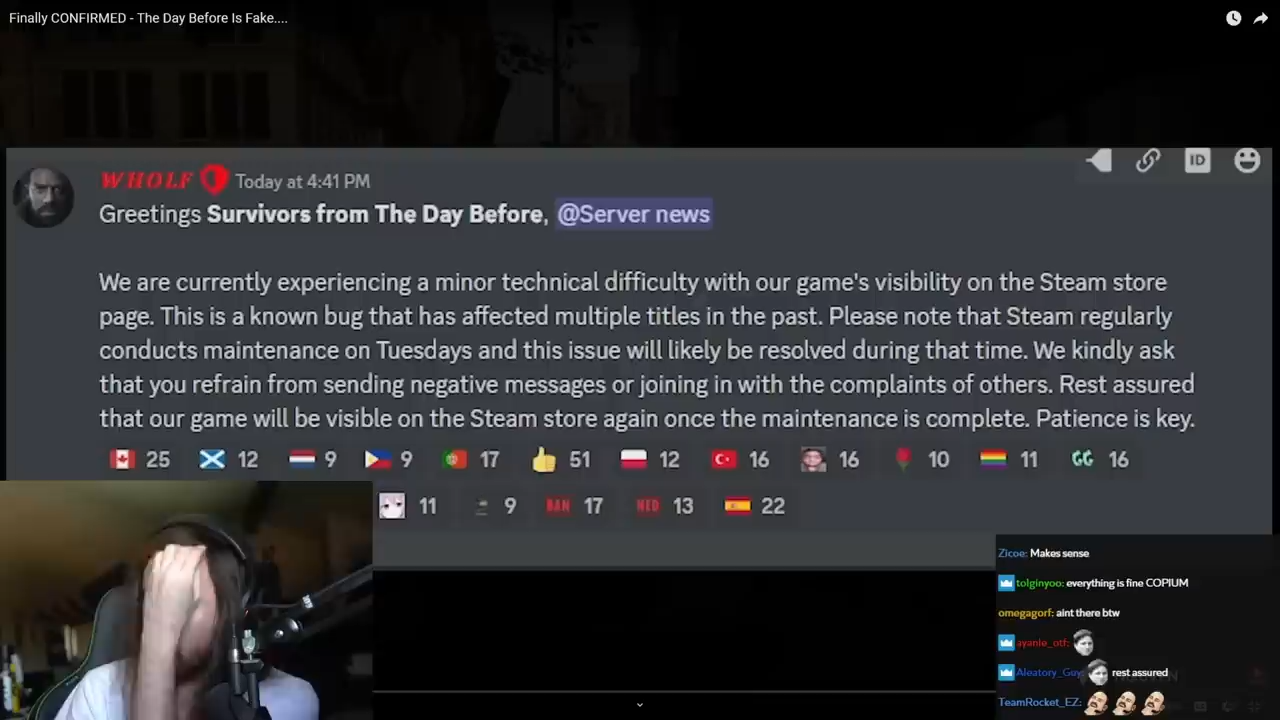 Finally CONFIRMED - The Day Before Is Fake....
WHOLF Today at 4:41 PM
ID
Greetings Survivors from The Day Before, @Server news
We are currently experiencing a minor technical difficulty with our game's visibility on the Steam store
page. This is a known bug that has affected multiple titles in the past. Please note that Steam regularly
conducts maintenance on Tuesdays and this issue will likely be resolved during that time. We kindly ask
that you refrain from sending negative messages or joining in with the complaints of others. Rest assured
that our game will be visible on the Steam store again once the maintenance is complete. Patience is key.
25 12 9 9 17 51 12 16 16 10 11 GG 16
11 9 BAN 17 13 22
Zicoe: Makes sense
tolginyoo: everything is fine COPIUM
omegagorf: aint there btw
Aleatory_Guy: rest assured
TeamRocket_EZ: